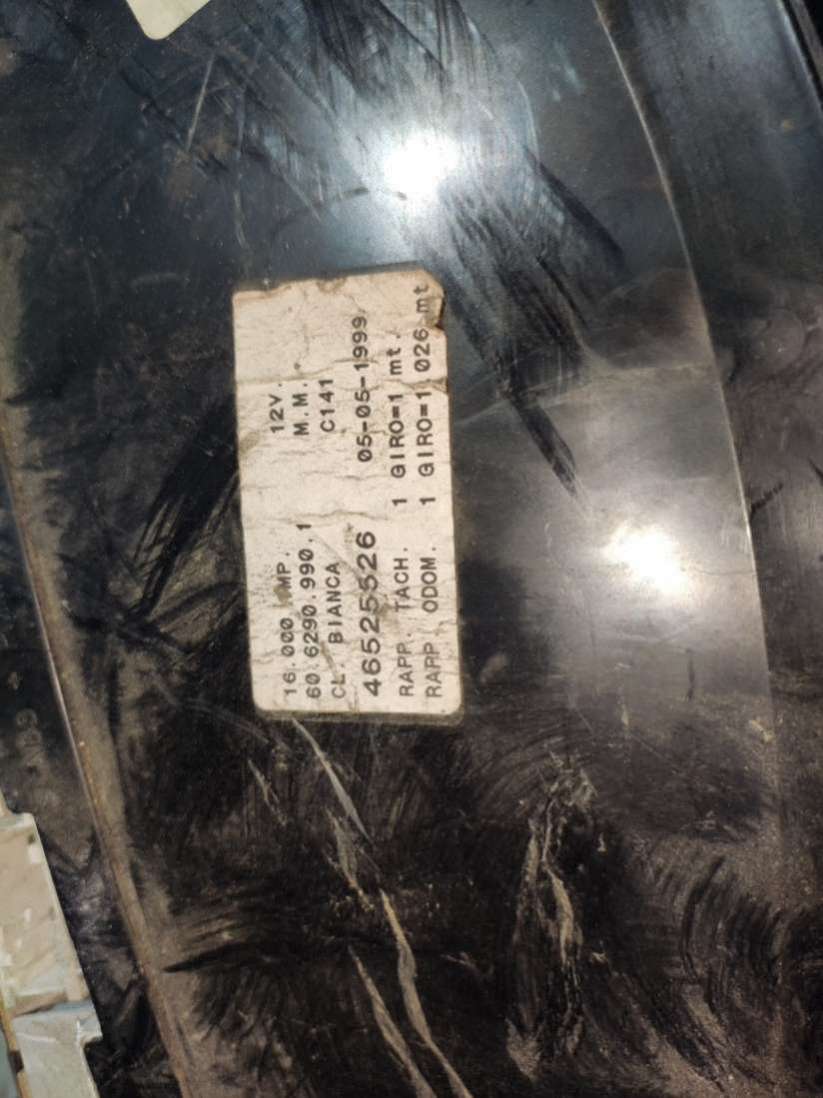 16.000 IMP. 12V.
60.6290.990.1 M.M.
CL. BIANCA C141
46525526 05-05-1999
RAPP. TACH. 1 GIRO=1 mt.
RAPP. ODOM. 1 GIRO=1,026 mt